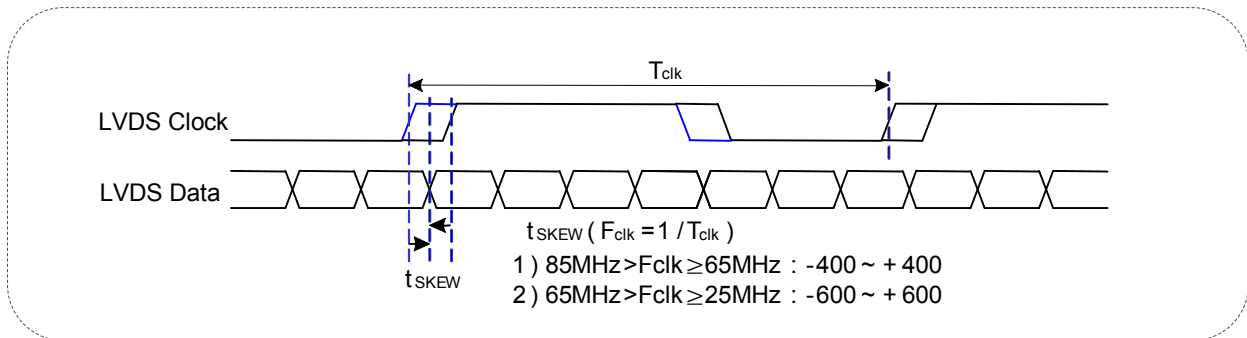 Tclk
LVDS Clock
LVDS Data
tSKEW ( Fclk = 1 / Tclk )
1 ) 85MHz>Fclk≥65MHz : -400 ~ + 400
2 ) 65MHz>Fclk≥25MHz : -600 ~ + 600
tSKEW